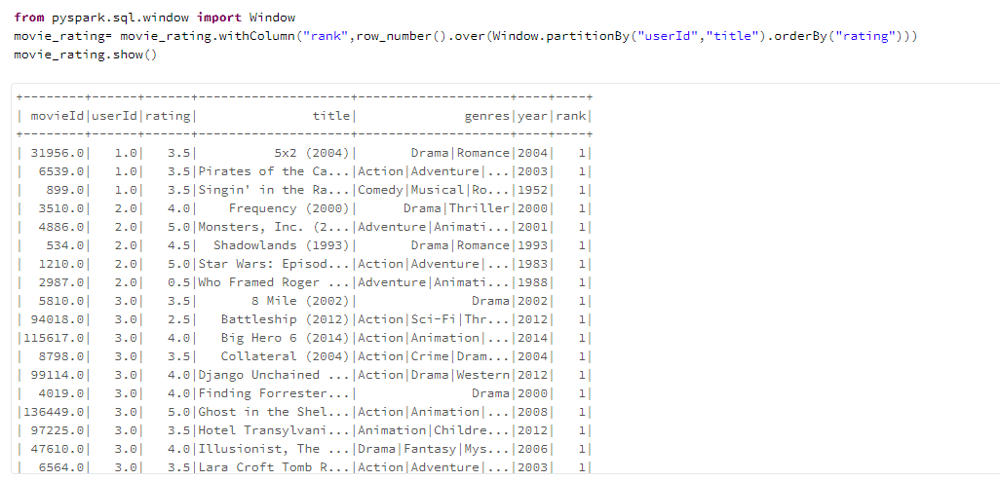 from pyspark.sql.window import Window
movie_rating= movie_rating.withColumn("rank",row_number().over(Window.partitionBy("userId","title").orderBy("rating")))
movie_rating.show()
+--------+------+------+--------------------+--------------------+----+----+
| movieId|userId|rating|               title|              genres|year|rank|
+--------+------+------+--------------------+--------------------+----+----+
| 31956.0|   1.0|   3.5|          5x2 (2004)|       Drama|Romance|2004|   1|
|  6539.0|   1.0|   3.5|Pirates of the Ca...|Action|Adventure|...|2003|   1|
|   899.0|   1.0|   3.5|Singin' in the Ra...|Comedy|Musical|Ro...|1952|   1|
|  3510.0|   2.0|   4.0|    Frequency (2000)|      Drama|Thriller|2000|   1|
|  4886.0|   2.0|   5.0|Monsters, Inc. (2...|Adventure|Animati...|2001|   1|
|   534.0|   2.0|   4.5|  Shadowlands (1993)|       Drama|Romance|1993|   1|
|  1210.0|   2.0|   5.0|Star Wars: Episod...|Action|Adventure|...|1983|   1|
|  2987.0|   2.0|   0.5|Who Framed Roger ...|Adventure|Animati...|1988|   1|
|  5810.0|   3.0|   3.5|       8 Mile (2002)|               Drama|2002|   1|
| 94018.0|   3.0|   2.5|   Battleship (2012)|Action|Sci-Fi|Thr...|2012|   1|
|115617.0|   3.0|   4.0|   Big Hero 6 (2014)|Action|Animation|...|2014|   1|
|  8798.0|   3.0|   3.5|   Collateral (2004)|Action|Crime|Dram...|2004|   1|
| 99114.0|   3.0|   4.0|Django Unchained ...|Action|Drama|Western|2012|   1|
|  4019.0|   3.0|   4.0|Finding Forrester...|               Drama|2000|   1|
|136449.0|   3.0|   5.0|Ghost in the Shel...|Action|Animation|...|2008|   1|
| 97225.0|   3.0|   3.5|Hotel Transylvani...|Animation|Childre...|2012|   1|
| 47610.0|   3.0|   4.0|Illusionist, The ...|Drama|Fantasy|Mys...|2006|   1|
|  6564.0|   3.0|   3.5|Lara Croft Tomb R...|Action|Adventure|...|2003|   1|